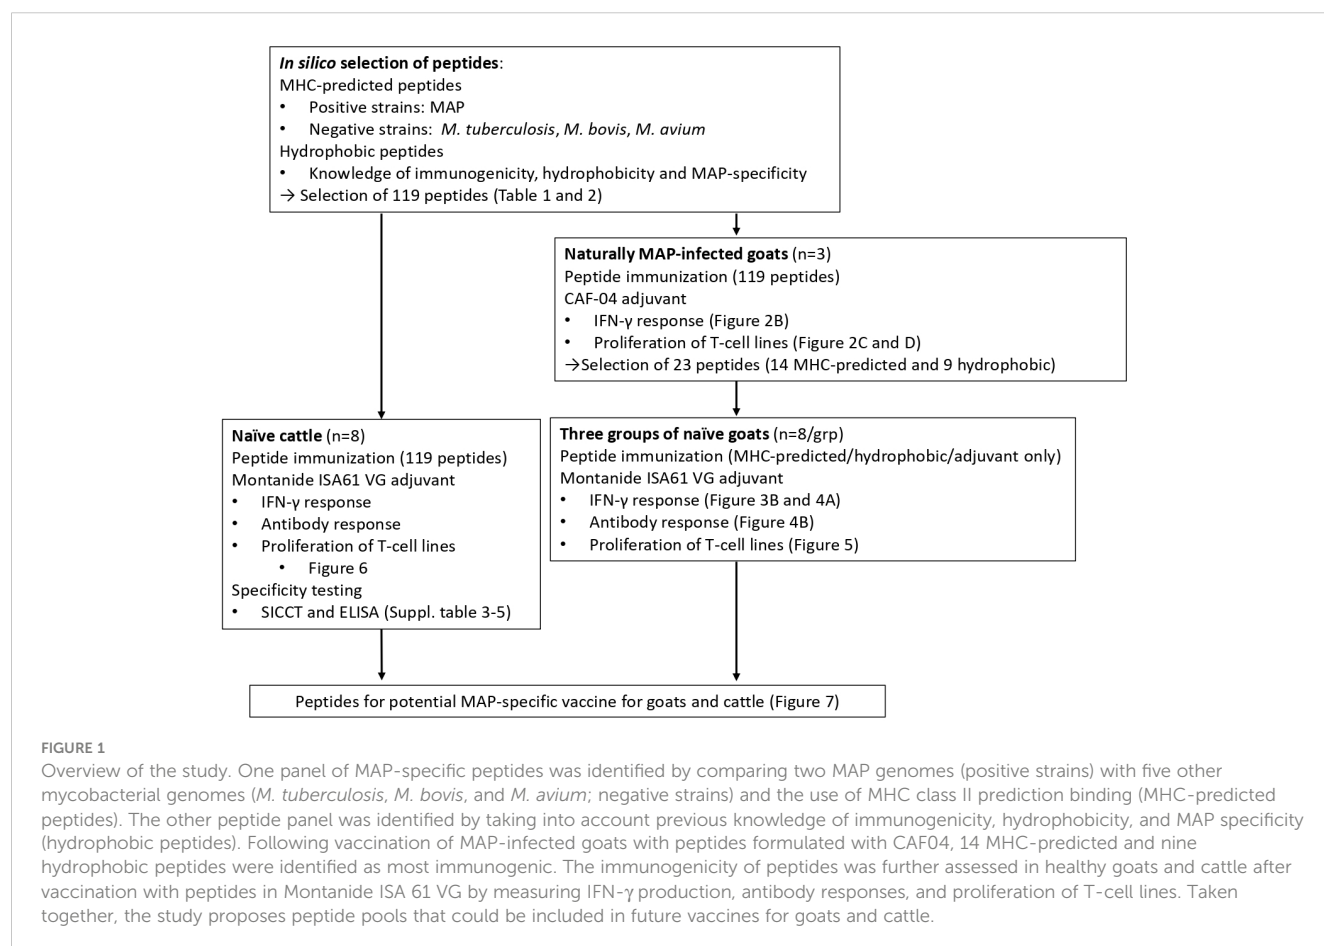 In silico selection of peptides:
MHC-predicted peptides
• Positive strains: MAP
• Negative strains: M. tuberculosis, M. bovis, M. avium
Hydrophobic peptides
• Knowledge of immunogenicity, hydrophobicity and MAP-specificity
→ Selection of 119 peptides (Table 1 and 2)
Naturally MAP-infected goats (n=3)
Peptide immunization (119 peptides)
CAF-04 adjuvant
• IFN-γ response (Figure 2B)
• Proliferation of T-cell lines (Figure 2C and D)
→Selection of 23 peptides (14 MHC-predicted and 9 hydrophobic)
Naïve cattle (n=8)
Peptide immunization (119 peptides)
Montanide ISA61 VG adjuvant
• IFN-γ response
• Antibody response
• Proliferation of T-cell lines
• Figure 6
Specificity testing
• SICCT and ELISA (Suppl. table 3-5)
Three groups of naïve goats (n=8/grp)
Peptide immunization (MHC-predicted/hydrophobic/adjuvant only)
Montanide ISA61 VG adjuvant
• IFN-γ response (Figure 3B and 4A)
• Antibody response (Figure 4B)
• Proliferation of T-cell lines (Figure 5)
Peptides for potential MAP-specific vaccine for goats and cattle (Figure 7)
FIGURE 1
Overview of the study. One panel of MAP-specific peptides was identified by comparing two MAP genomes (positive strains) with five other
mycobacterial genomes (M. tuberculosis, M. bovis, and M. avium; negative strains) and the use of MHC class II prediction binding (MHC-predicted
peptides). The other peptide panel was identified by taking into account previous knowledge of immunogenicity, hydrophobicity, and MAP specificity
(hydrophobic peptides). Following vaccination of MAP-infected goats with peptides formulated with CAF04, 14 MHC-predicted and nine
hydrophobic peptides were identified as most immunogenic. The immunogenicity of peptides was further assessed in healthy goats and cattle after
vaccination with peptides in Montanide ISA 61 VG by measuring IFN-γ production, antibody responses, and proliferation of T-cell lines. Taken
together, the study proposes peptide pools that could be included in future vaccines for goats and cattle.